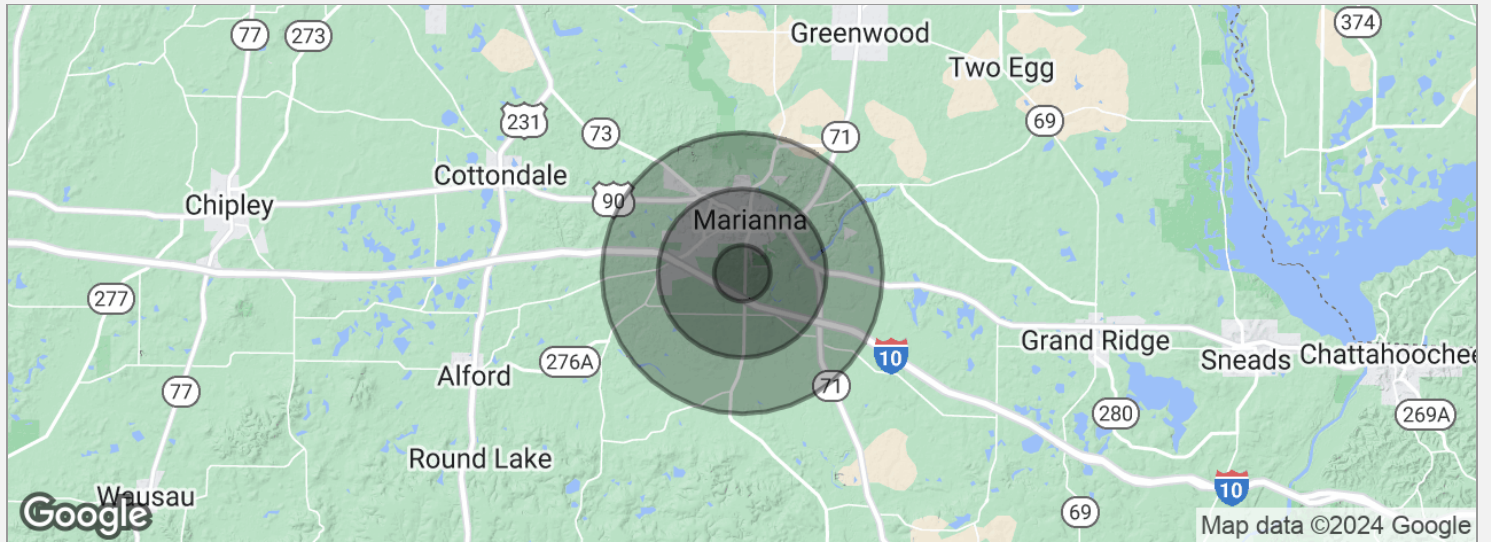 77
273
Greenwood
374
Two Egg
231
73
71
69
Cottondale
90
Chipley
Marianna
277
10
Grand Ridge
Sneads
Chattahoochee
276A
Alford
77
71
280
269A
Round Lake
Wausau
10
69
Google
Map data ©2024 Google